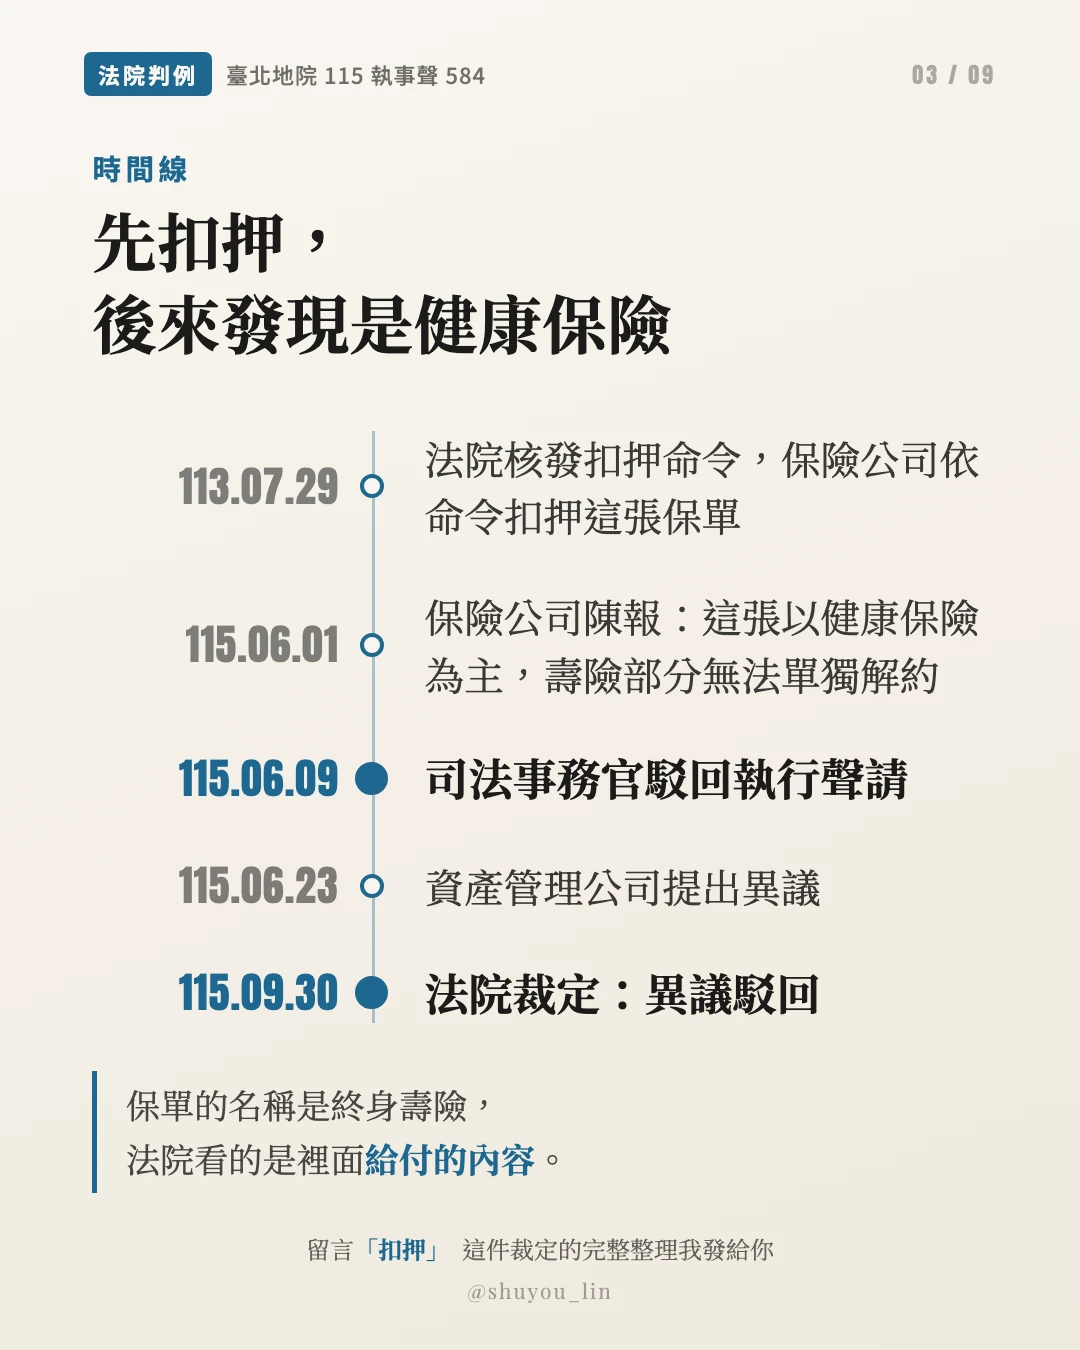 法院判例 臺北地院 115 執事聲 584 03 / 09
時間線
先扣押，
後來發現是健康保險
113.07.29 法院核發扣押命令，保險公司依
命令扣押這張保單
115.06.01 保險公司陳報：這張以健康保險
為主，壽險部分無法單獨解約
115.06.09 司法事務官駁回執行聲請
115.06.23 資產管理公司提出異議
115.09.30 法院裁定：異議駁回
保單的名稱是終身壽險，
法院看的是裡面給付的內容。
留言「扣押」 這件裁定的完整整理我發給你
@shuyou_lin